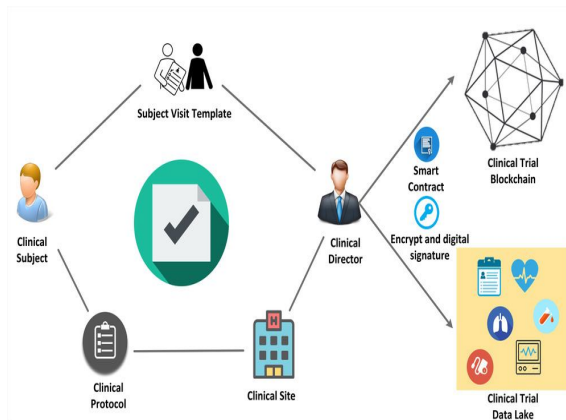 Subject Visit Template
Clinical
Subject
Clinical
Director
Smart
Contract
Encrypt and digital
signature
Clinical Trial
Blockchain
Clinical
Protocol
H
Clinical Site
Clinical Trial
Data Lake